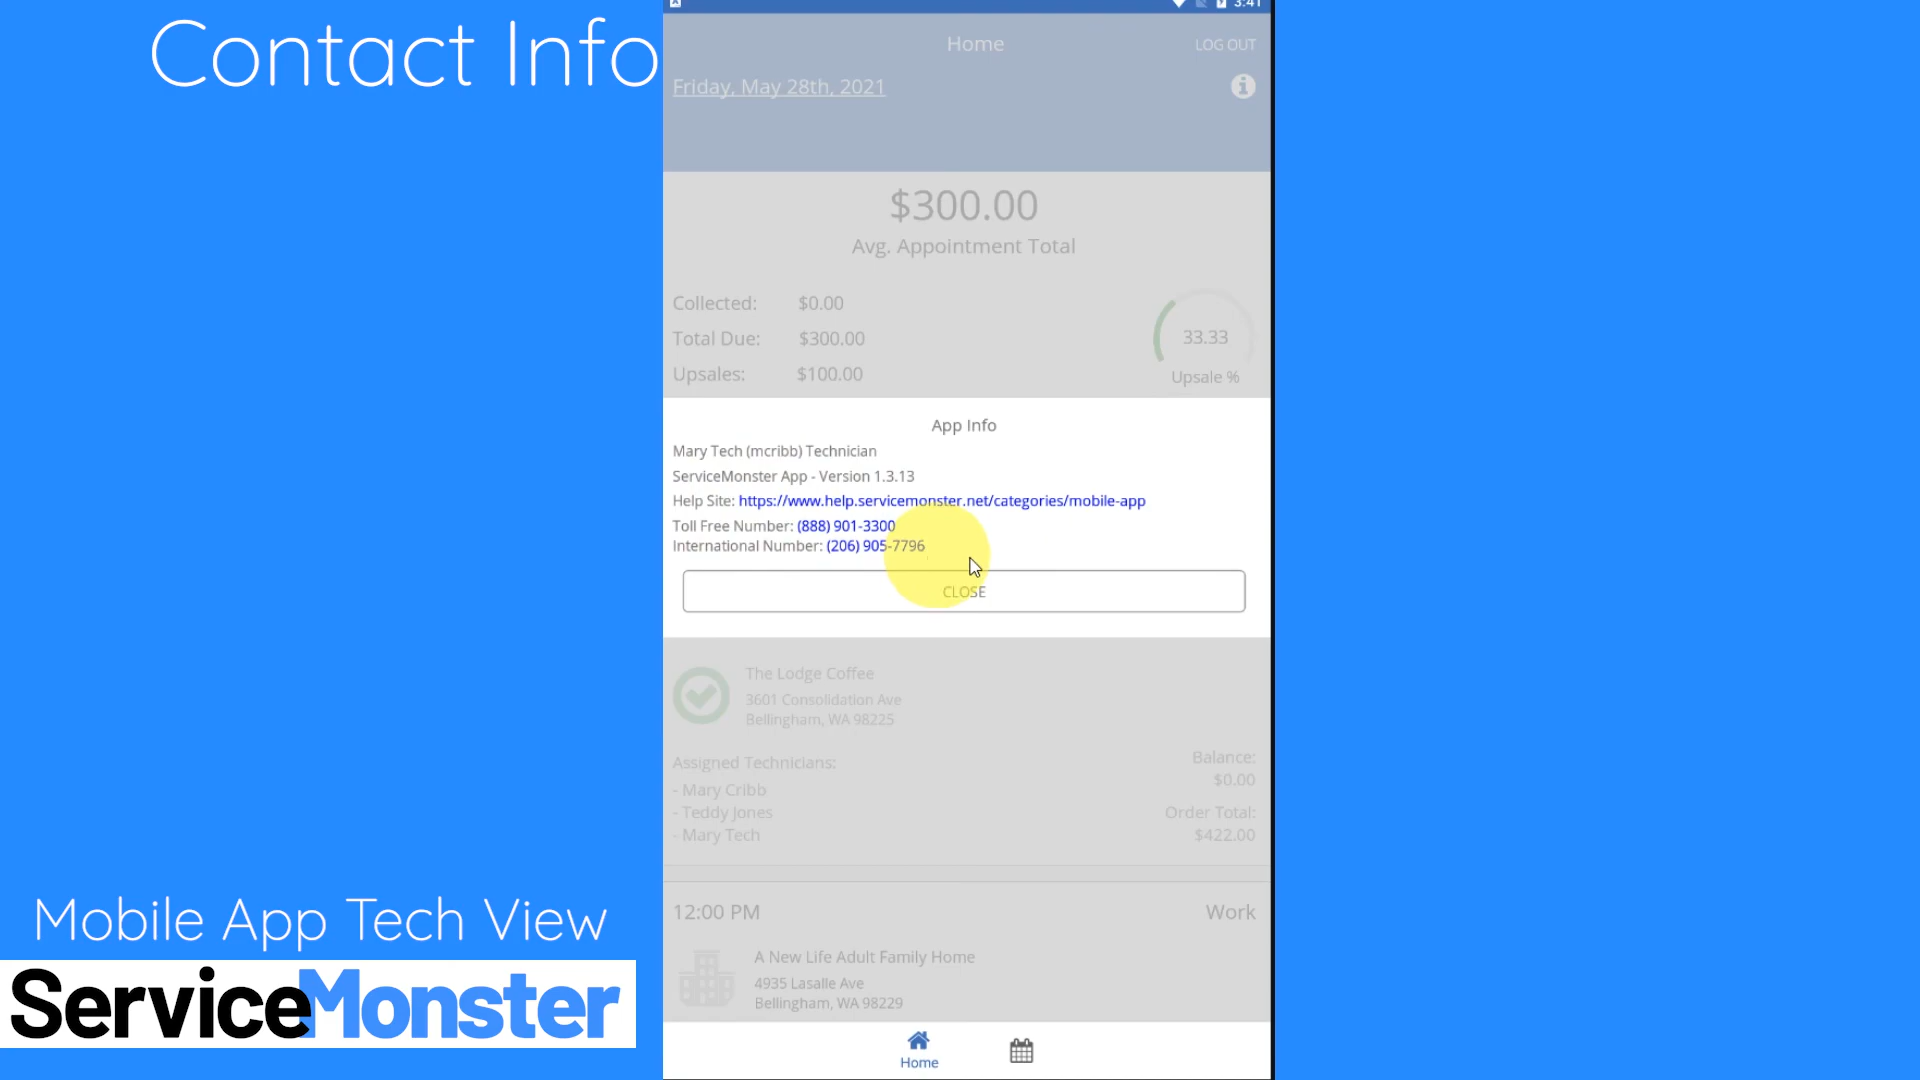 Contact Info
3:41
Home
LOG OUT
Friday, May 28th, 2021
$300.00
Avg. Appointment Total
Collected: $0.00
Total Due: $300.00
Upsales: $100.00
33.33
Upsale %
App Info
Mary Tech (mcribb) Technician
ServiceMonster App - Version 1.3.13
Help Site: https://www.help.servicemonster.net/categories/mobile-app
Toll Free Number: (888) 901-3300
International Number: (206) 905-7796
CLOSE
The Lodge Coffee
3601 Consolidation Ave
Bellingham, WA 98225
Assigned Technicians:
- Mary Cribb
- Teddy Jones
- Mary Tech
Balance:
$0.00
Order Total:
$422.00
12:00 PM
Work
A New Life Adult Family Home
4935 Lasalle Ave
Bellingham, WA 98229
Home
Mobile App Tech View
ServiceMonster